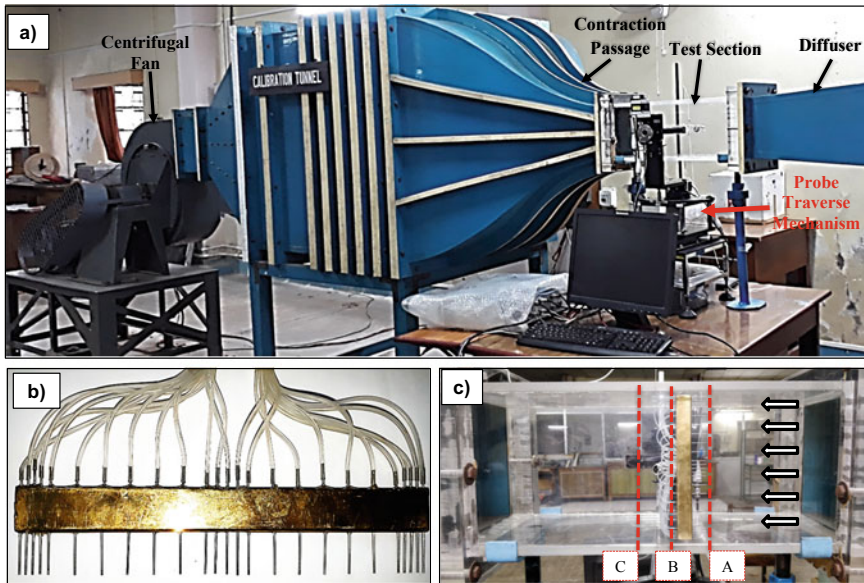 a)
Centrifugal
Fan
CALIBRATION TUNNEL
Contraction
Passage
Test Section
Diffuser
Probe
Traverse
Mechanism
b)
c)
C
B
A